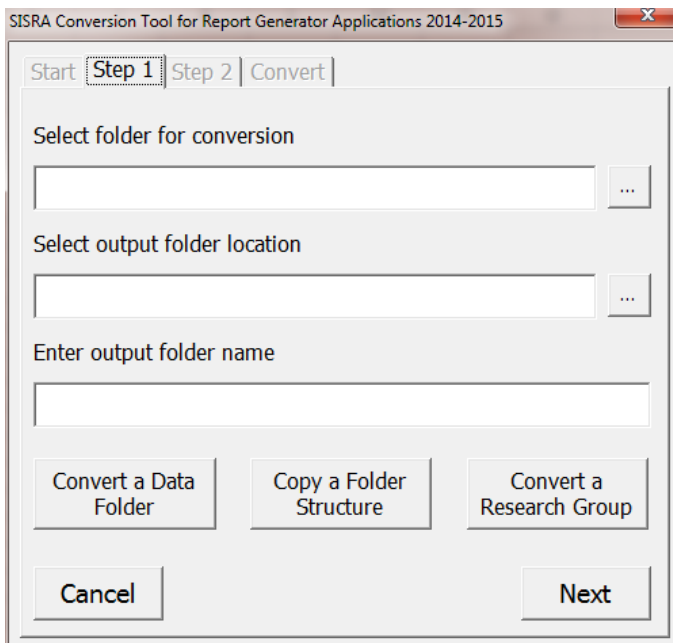 SISRA Conversion Tool for Report Generator Applications 2014-2015
x
Start Step 1 Step 2 Convert
Select folder for conversion
...
Select output folder location
...
Enter output folder name
Convert a Data
Folder
Copy a Folder
Structure
Convert a
Research Group
Cancel
Next